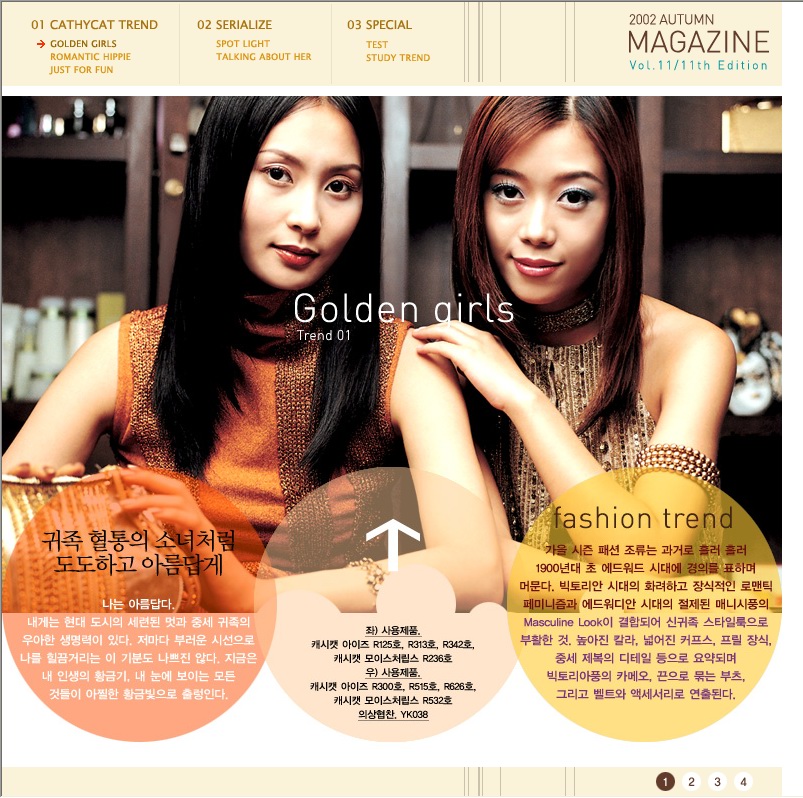 01 CATHYCAT TREND
GOLDEN GIRLS
ROMANTIC HIPPIE
JUST FOR FUN
02 SERIALIZE
SPOT LIGHT
TALKING ABOUT HER
03 SPECIAL
TEST
STUDY TREND
2002 AUTUMN
MAGAZINE
Vol.11/11th Edition
Golden girls
Trend 01
귀족 혈통의 소녀처럼
도도하고 아름답게
나는 아름답다.
내게는 현대 도시의 세련된 멋과 중세 귀족의
우아한 생명력이 있다. 저마다 부러운 시선으로
나를 힐끔거리는 이 기분도 나쁘진 않다. 지금은
내 인생의 황금기, 내 눈에 보이는 모든
것들이 아찔한 황금빛으로 출렁인다.
좌) 사용제품.
캐시캣 아이즈 R125호, R313호, R342호,
캐시캣 모이스처립스 R236호
우) 사용제품.
캐시캣 아이즈 R300호, R515호, R626호,
캐시캣 모이스처립스 R532호
의상협찬. YK038
fashion trend
가을 시즌 패션 조류는 과거로 흘러 흘러
1900년대 초 에드워드 시대에 경의를 표하며
머문다. 빅토리안 시대의 화려하고 장식적인 로맨틱
페미니즘과 에드워디안 시대의 절제된 매니시풍의
Masculine Look이 결합되어 신귀족 스타일룩으로
부활한 것. 높아진 칼라, 넓어진 커프스, 프릴 장식,
중세 제복의 디테일 등으로 요약되며
빅토리아풍의 카메오, 끈으로 묶는 부츠,
그리고 벨트와 액세서리로 연출된다.
1 2 3 4